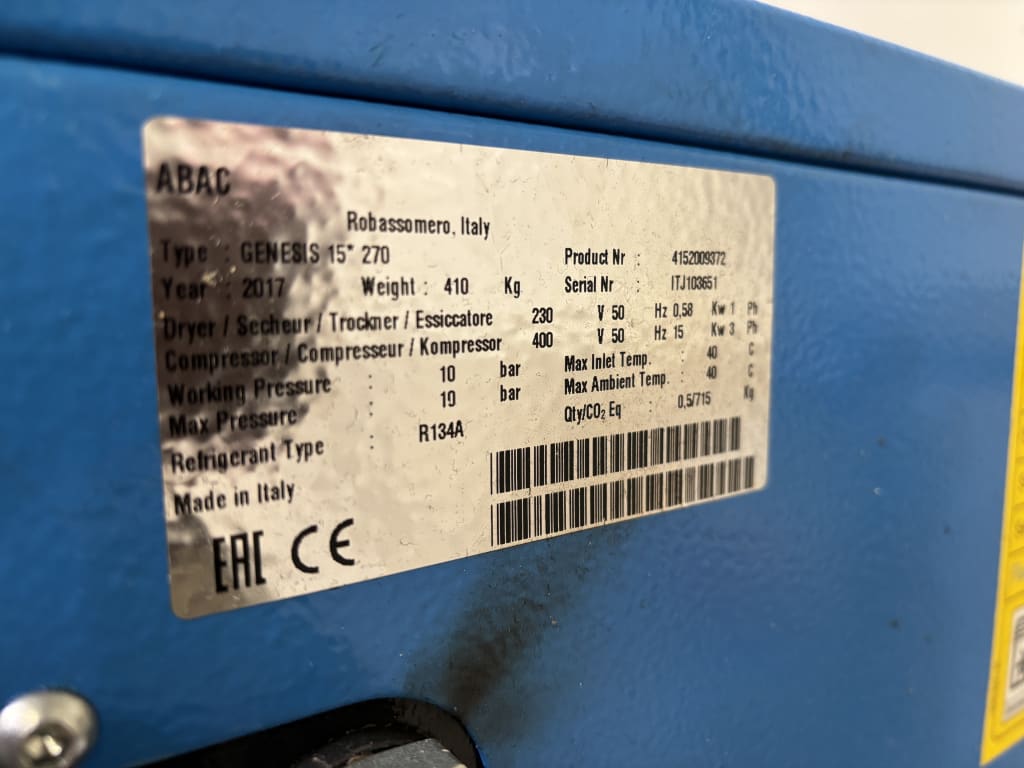 ABAC
Robassomero, Italy
Type : GENESIS 15* 270 Product Nr : 4152009372
Year : 2017 Weight : 410 Kg Serial Nr : ITJ103651
Dryer / Secheur / Trockner / Essiccatore 230 V 50 Hz 0,58 Kw 1 Ph
Compressor / Compresseur / Kompressor 400 V 50 Hz 15 Kw 3 Ph
Working Pressure : 10 bar Max Inlet Temp. : 40 C
Max Pressure : 10 bar Max Ambient Temp. : 40 C
Refrigerant Type : R134A Qty/CO₂ Eq : 0,5/715 Kg
Made in Italy
EAC CE